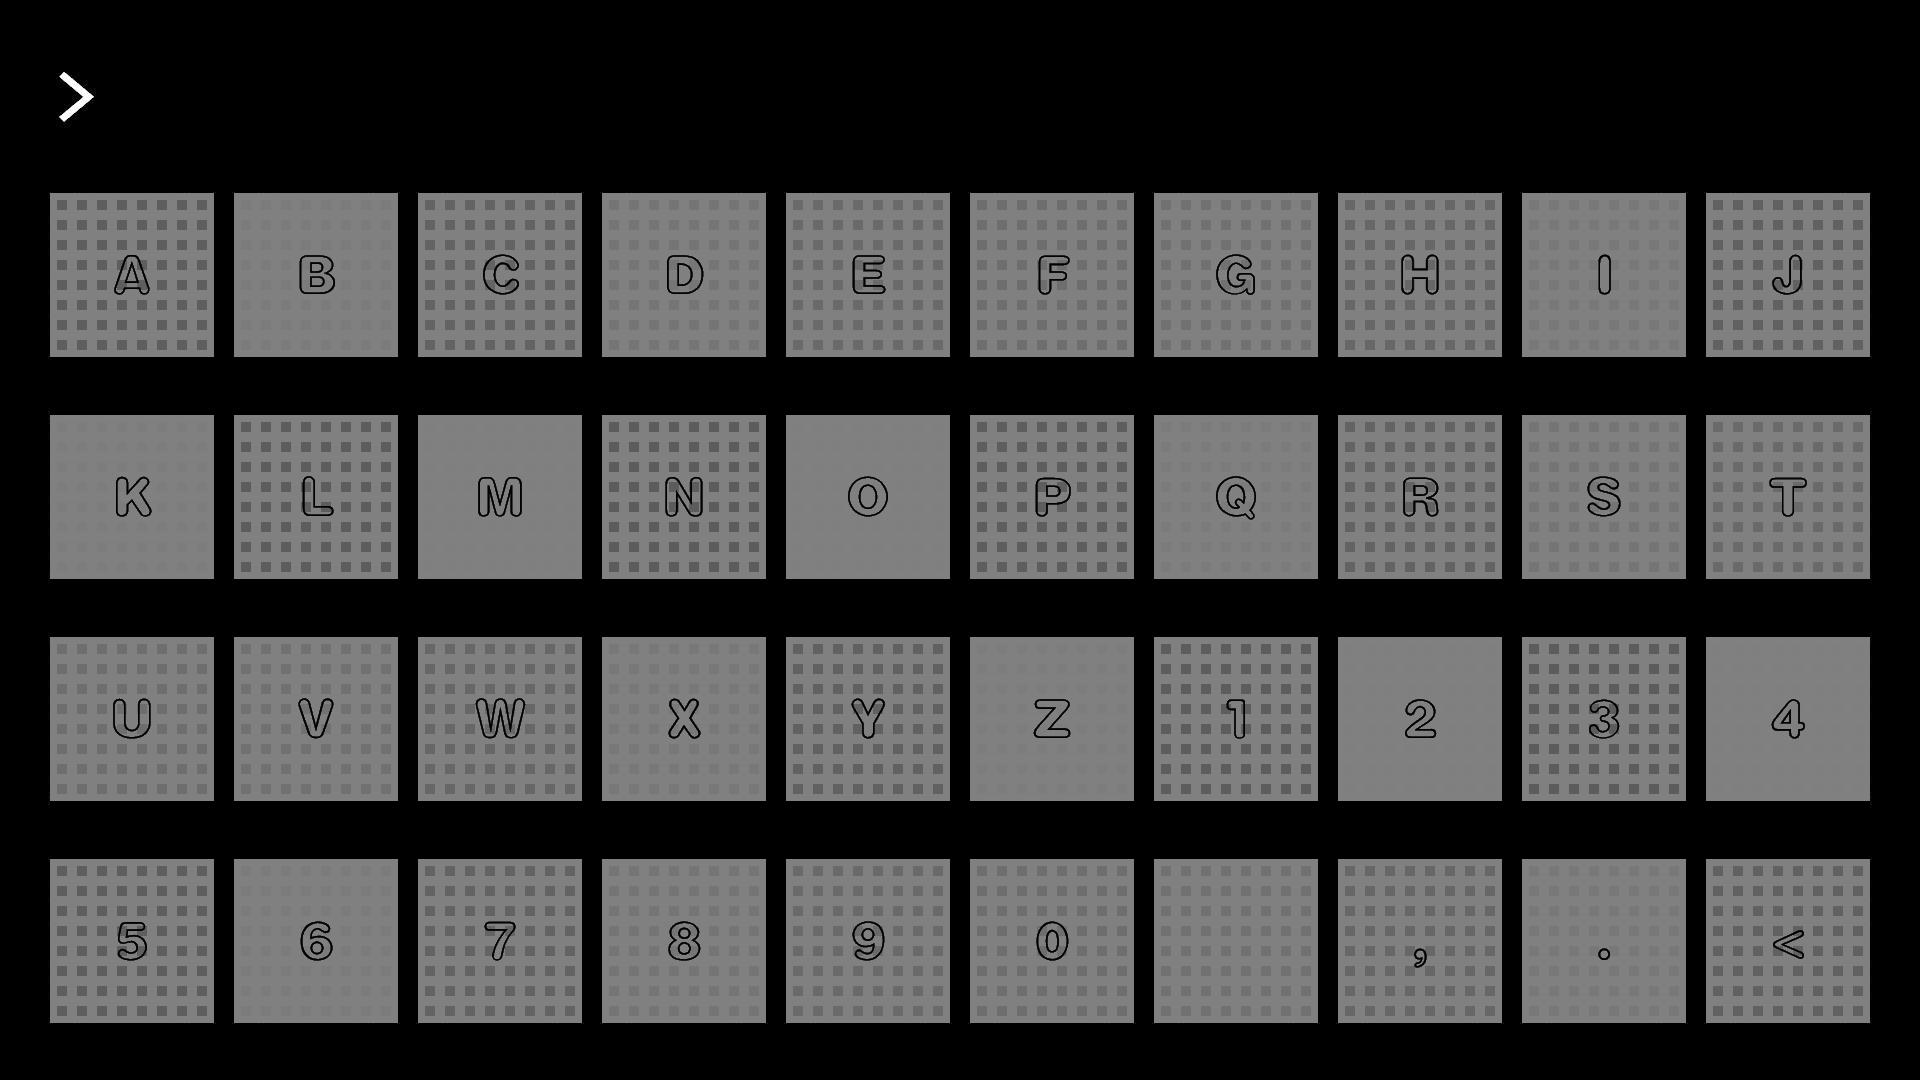 >
A B C D E F G H I J
K L M N O P Q R S T
U V W X Y Z 1 2 3 4
5 6 7 8 9 0 , . <